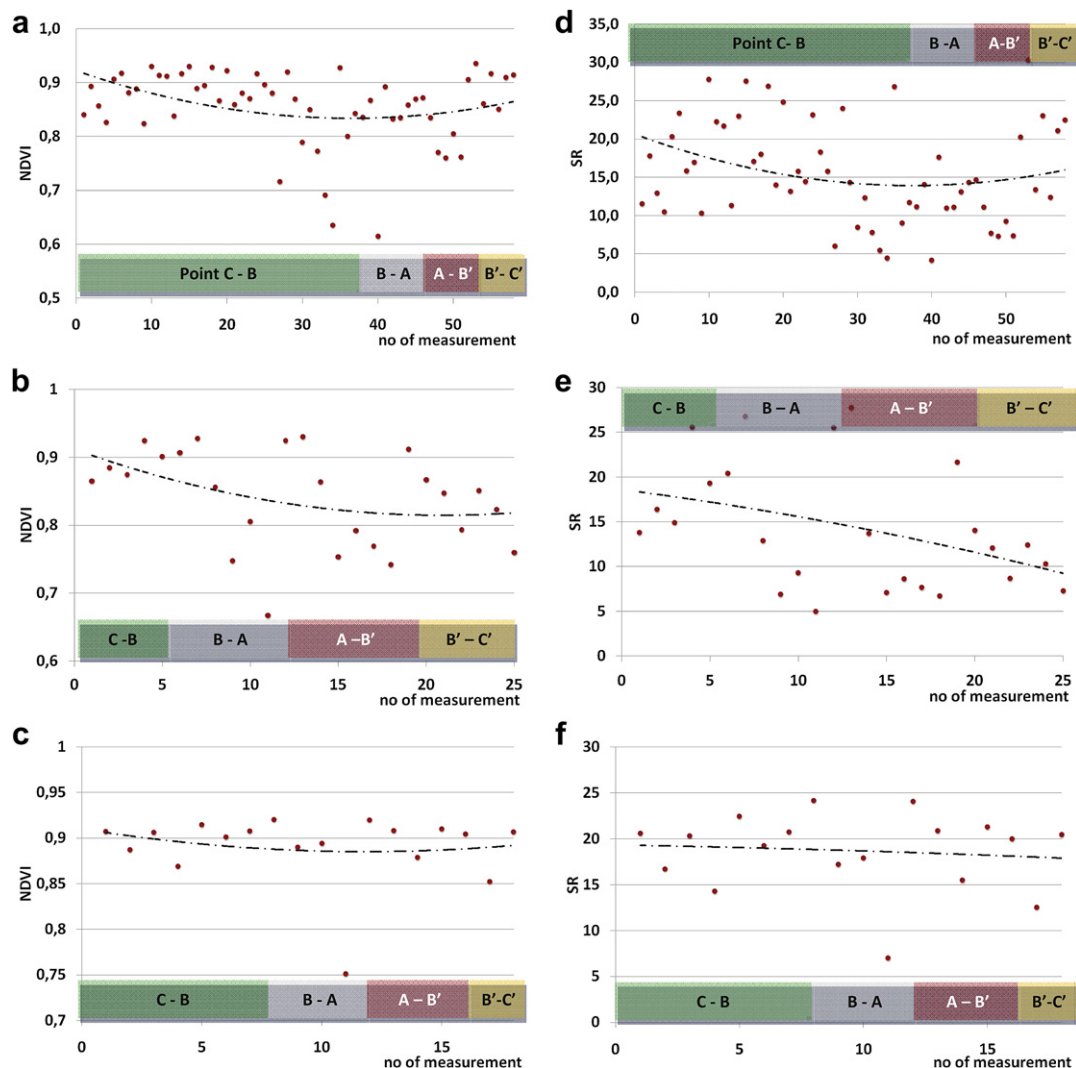 a
1,0
0,9
0,8
0,7
0,6
0,5
NDVI
Point C - B
B - A
A - B’
B’- C’
0 10 20 30 40 50
no of measurement
d
35,0
30,0
25,0
20,0
15,0
10,0
5,0
0,0
SR
Point C- B
B -A
A-B’
B’-C’
0 10 20 30 40 50
no of measurement
b
1
0,9
0,8
0,7
0,6
NDVI
C -B
B - A
A –B’
B’ – C’
0 5 10 15 20 25
no of measurement
e
30
25
20
15
10
5
0
SR
C - B
B – A
A – B’
B’ – C’
0 5 10 15 20 25
no of measurement
c
1
0,95
0,9
0,85
0,8
0,75
0,7
NDVI
C - B
B - A
A – B’
B’-C’
0 5 10 15
no of measurement
f
30
25
20
15
10
5
0
SR
C - B
B - A
A – B’
B’-C’
0 5 10 15
no of measurement